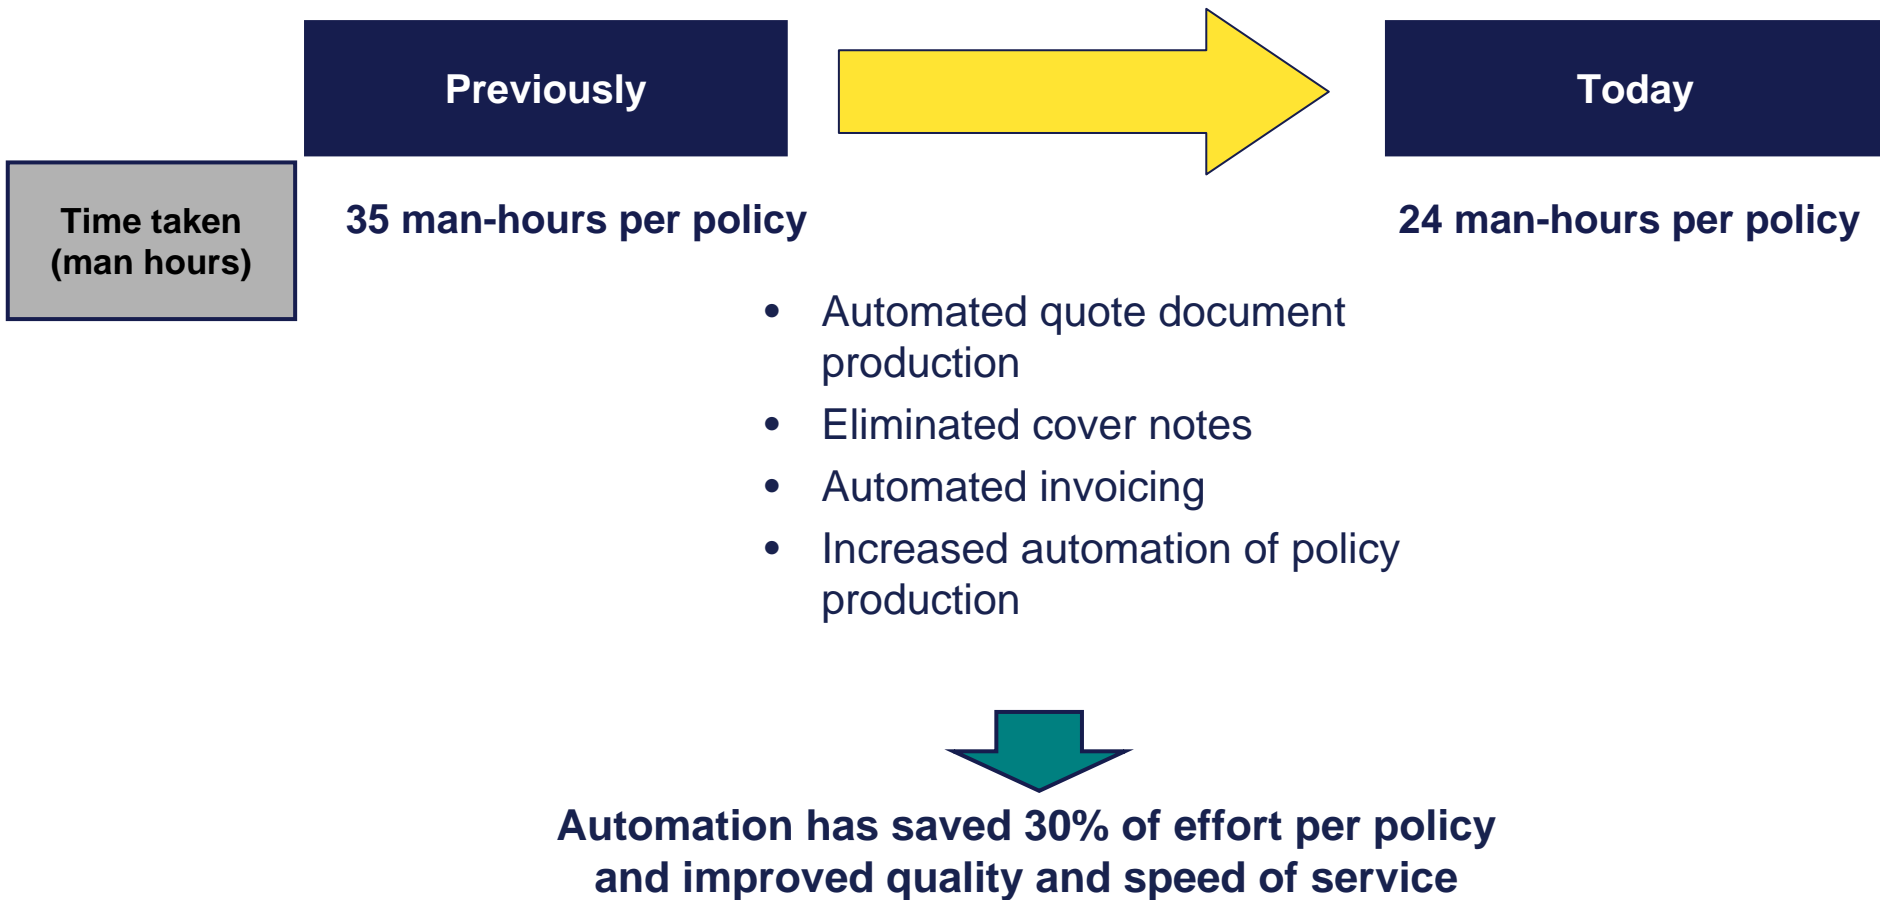 Previously
Today
Time taken
(man hours)
35 man-hours per policy
24 man-hours per policy
• Automated quote document
production
• Eliminated cover notes
• Automated invoicing
• Increased automation of policy
production
Automation has saved 30% of effort per policy
and improved quality and speed of service